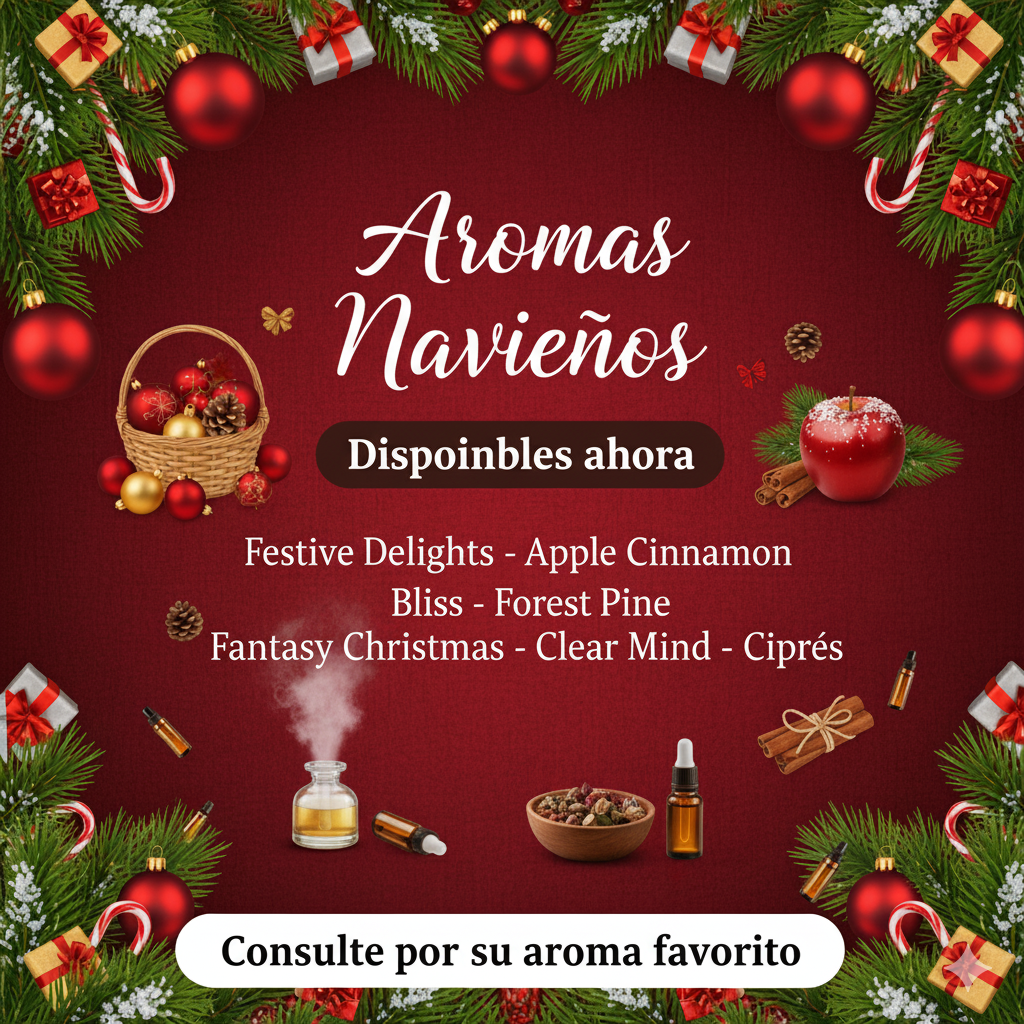 Aromas
Navieños
Dispoinbles ahora
Festive Delights - Apple Cinnamon
Bliss - Forest Pine
Fantasy Christmas - Clear Mind - Ciprés
Consulte por su aroma favorito